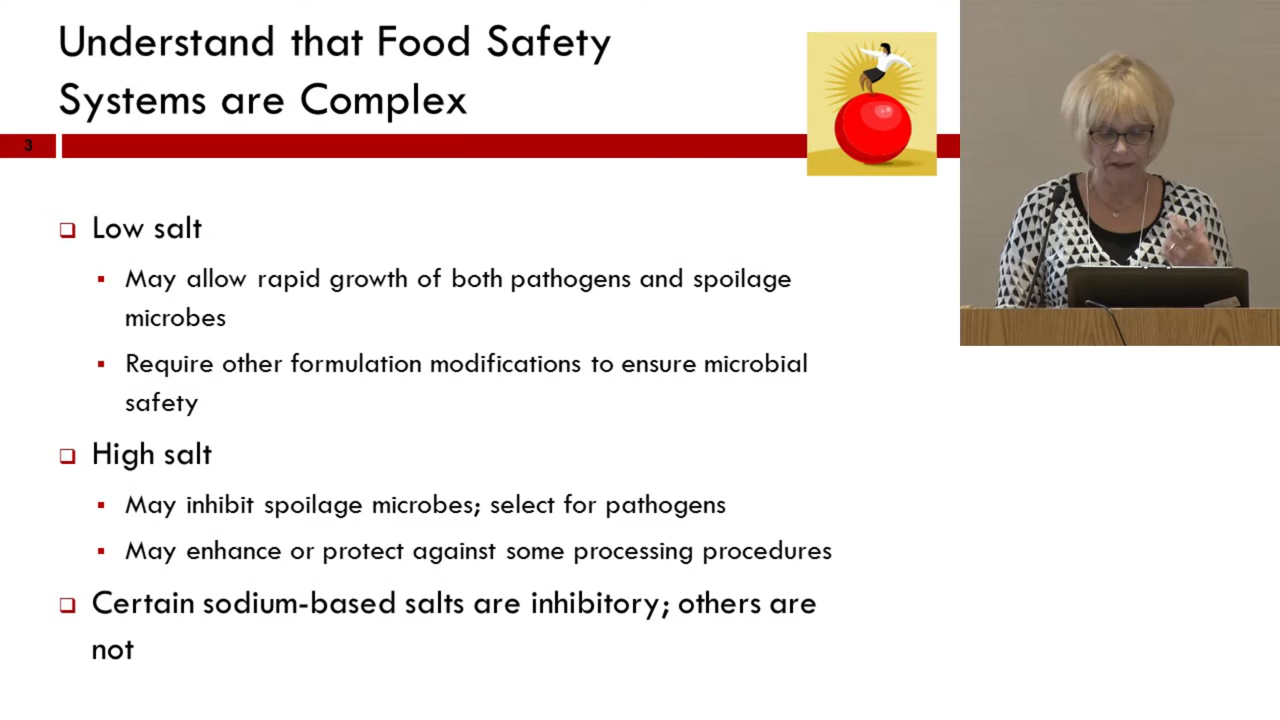 Understand that Food Safety
Systems are Complex
3
Low salt
May allow rapid growth of both pathogens and spoilage
microbes
Require other formulation modifications to ensure microbial
safety
High salt
May inhibit spoilage microbes; select for pathogens
May enhance or protect against some processing procedures
Certain sodium-based salts are inhibitory; others are
not